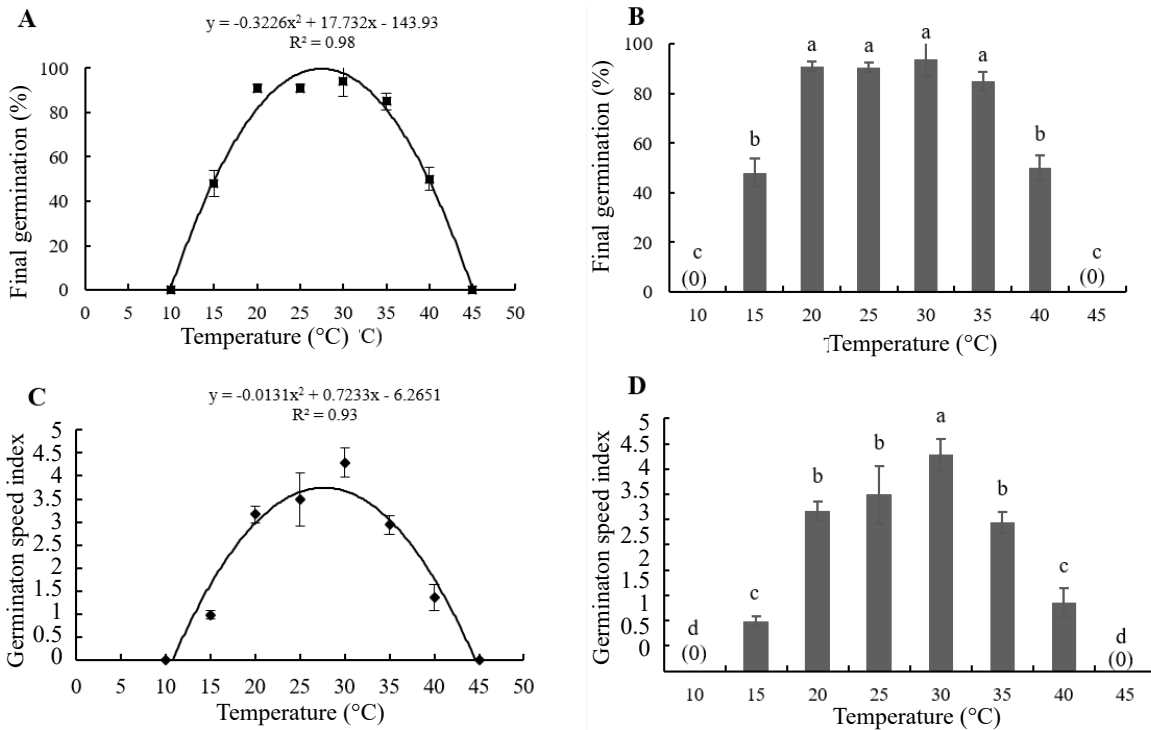 A
y = -0.3226x² + 17.732x - 143.93
R² = 0.98
Final germination (%)
100
80
60
40
20
0
0 5 10 15 20 25 30 35 40 45 50
Temperature (°C) °C)
B
Final germination (%)
100
80
60
40
20
0
c
(0)
b
a
a
a
a
b
c
(0)
10 15 20 25 30 35 40 45
Temperature (°C)
C
y = -0.0131x² + 0.7233x - 6.2651
R² = 0.93
Germinaton speed index
5
4.5
4
3.5
3
2.5
2
1.5
1
0.5
0
0 5 10 15 20 25 30 35 40 45 50
Temperature (°C)
D
Germinaton speed index
5
4.5
4
3.5
3
2.5
2
1.5
1
0.5
0
d
(0)
c
b
b
a
b
c
d
(0)
10 15 20 25 30 35 40 45
Temperature (°C)